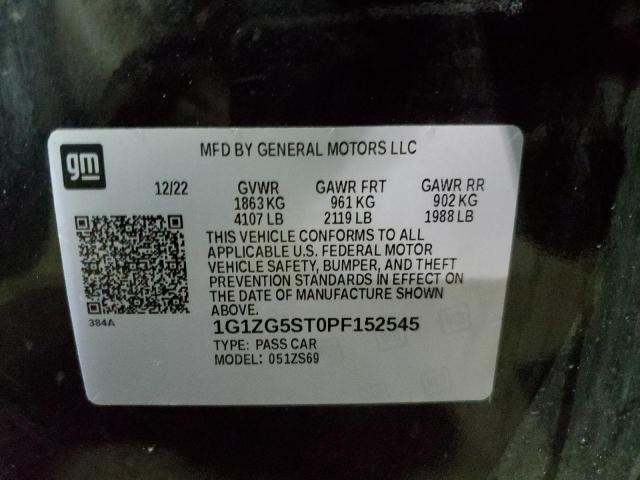 gm
MFD BY GENERAL MOTORS LLC
12/22 GVWR GAWR FRT GAWR RR
1863 KG 961 KG 902 KG
4107 LB 2119 LB 1988 LB
THIS VEHICLE CONFORMS TO ALL
APPLICABLE U.S. FEDERAL MOTOR
VEHICLE SAFETY, BUMPER, AND THEFT
PREVENTION STANDARDS IN EFFECT ON
THE DATE OF MANUFACTURE SHOWN
ABOVE.
384A
1G1ZG5ST0PF152545
TYPE: PASS CAR
MODEL: 051ZS69